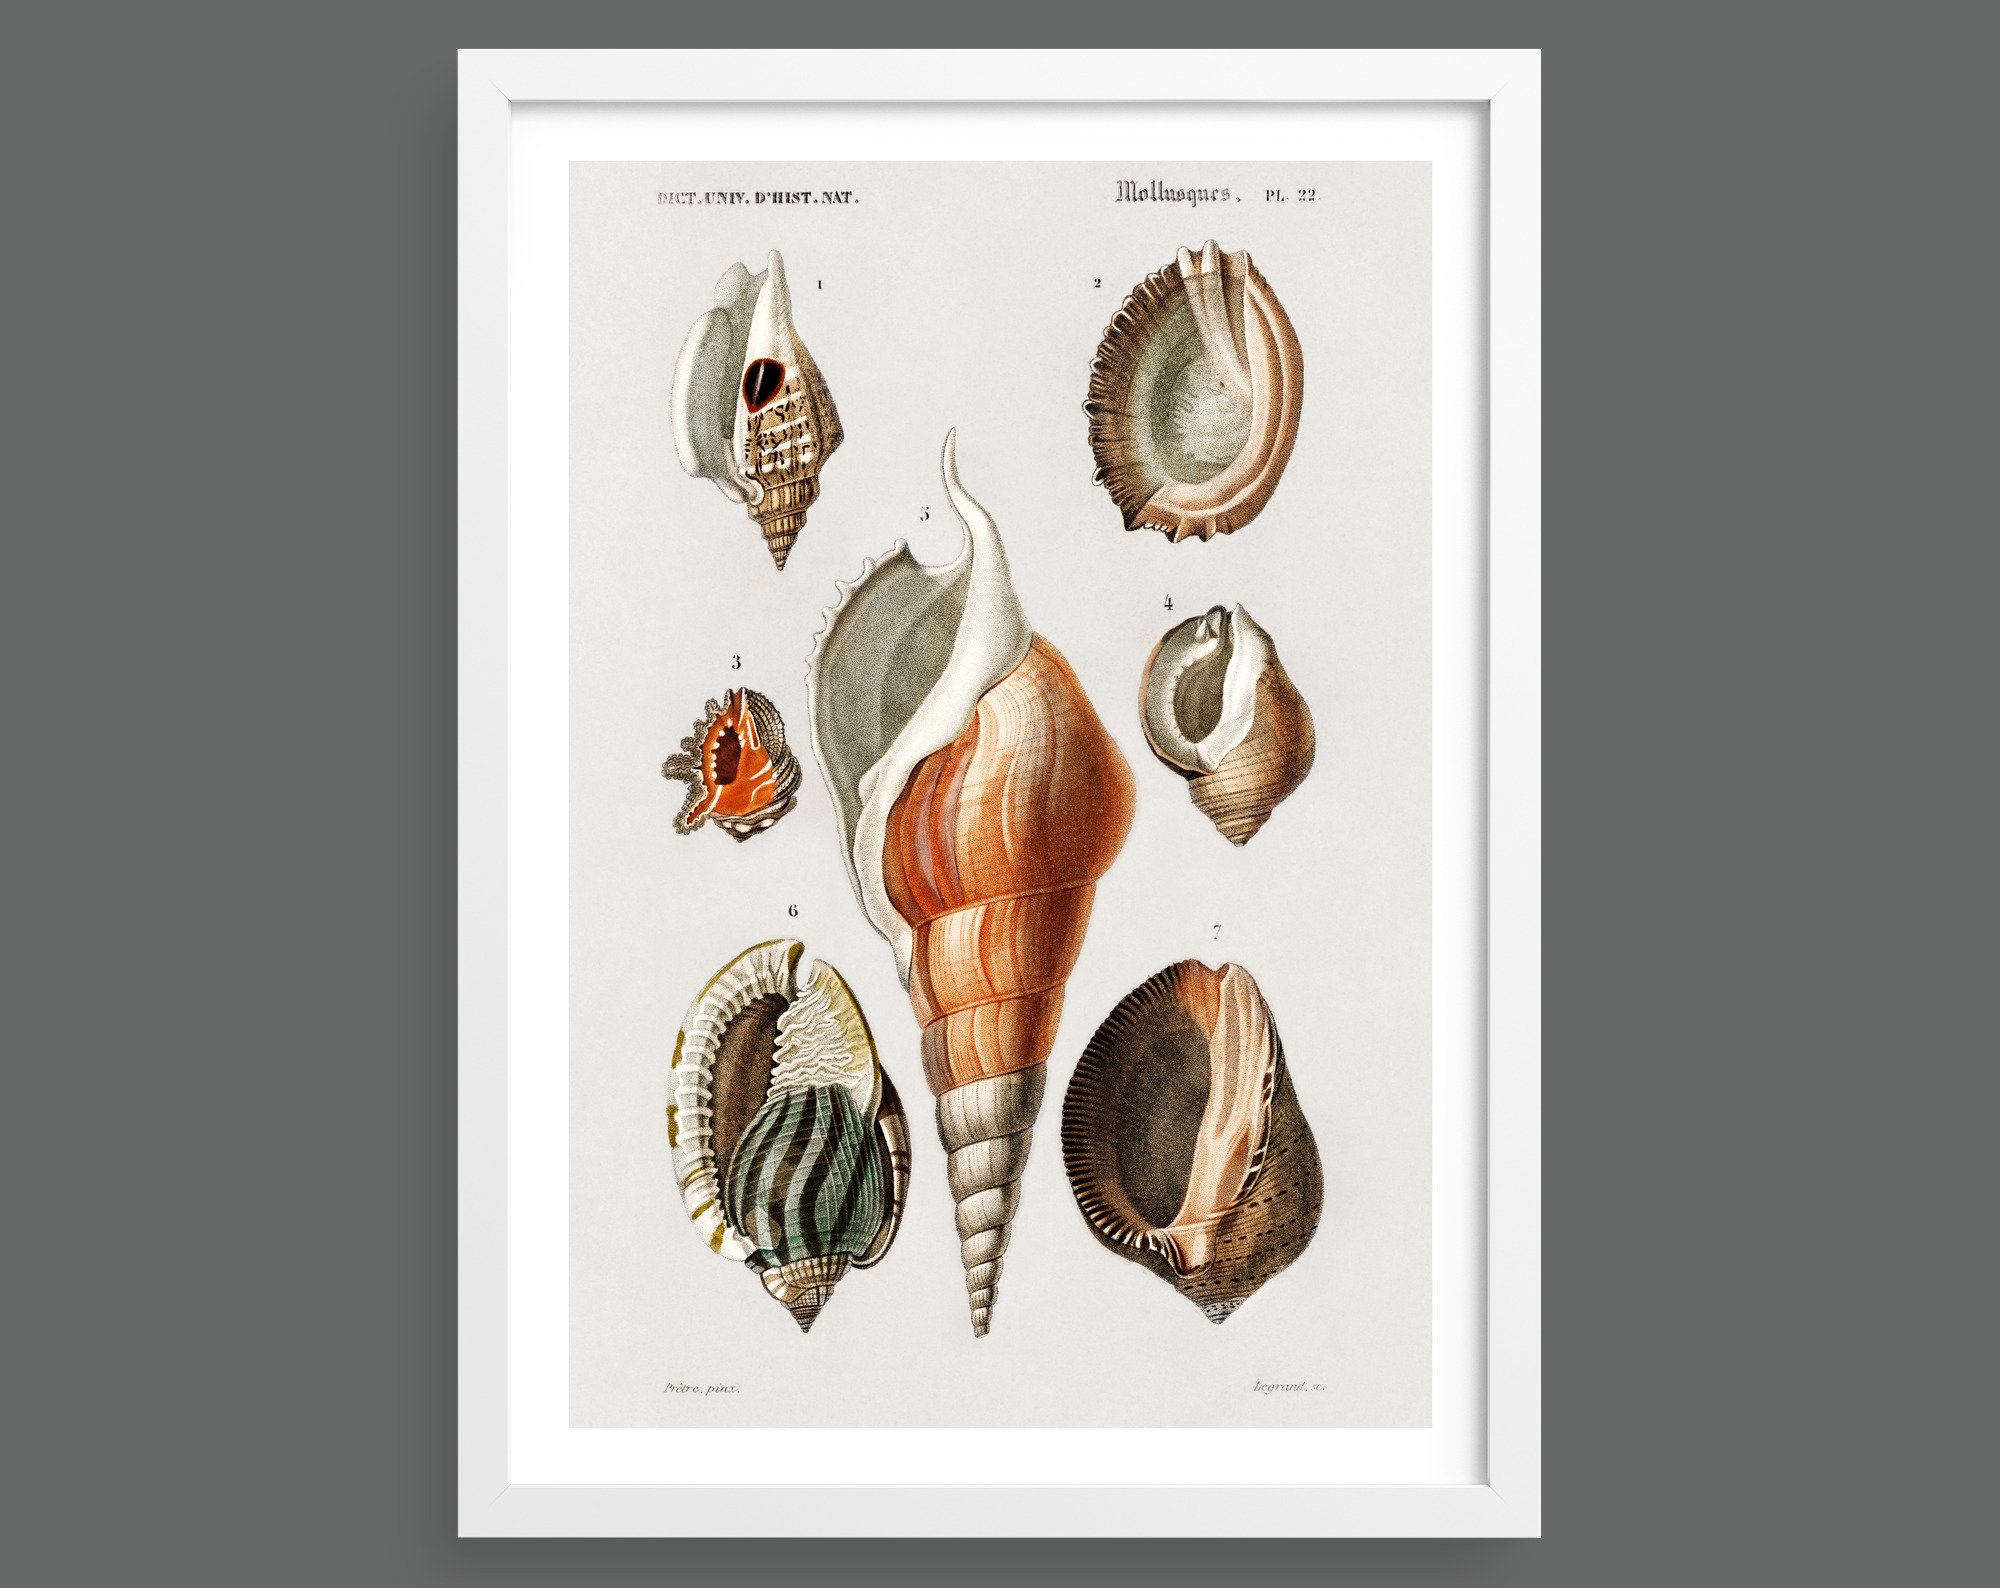 DICT. UNIV. D'HIST. NAT.
Mollusques. PL. 22.
1
2
5
4
3
6
7
Prêtre, pinx.
Legrand, sc.